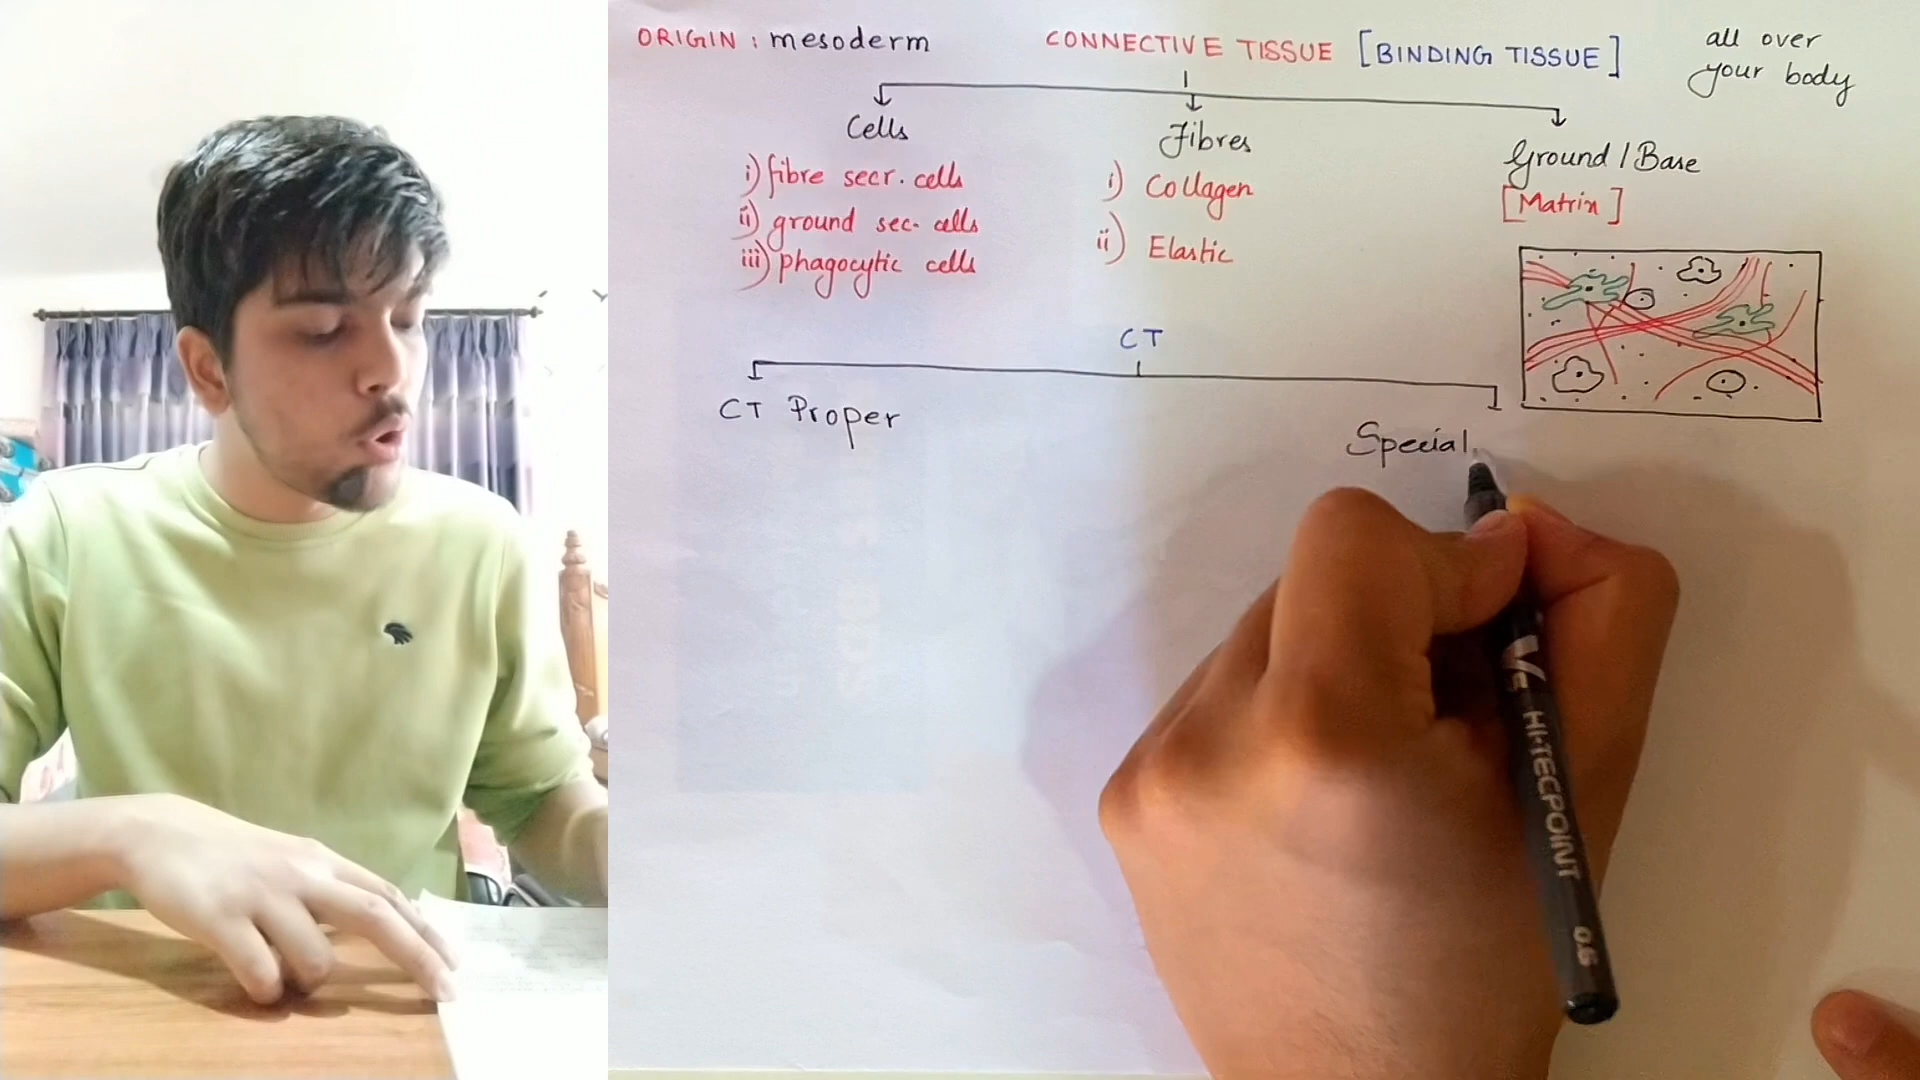 ORIGIN : mesoderm
CONNECTIVE TISSUE [BINDING TISSUE]
all over
your body
Cells
Fibres
Ground / Base
[Matrix]
i) fibre secr. cells
ii) ground sec. cells
iii) phagocytic cells
i) Collagen
ii) Elastic
CT
CT Proper
Special
V5 HI-TECPOINT 0.5